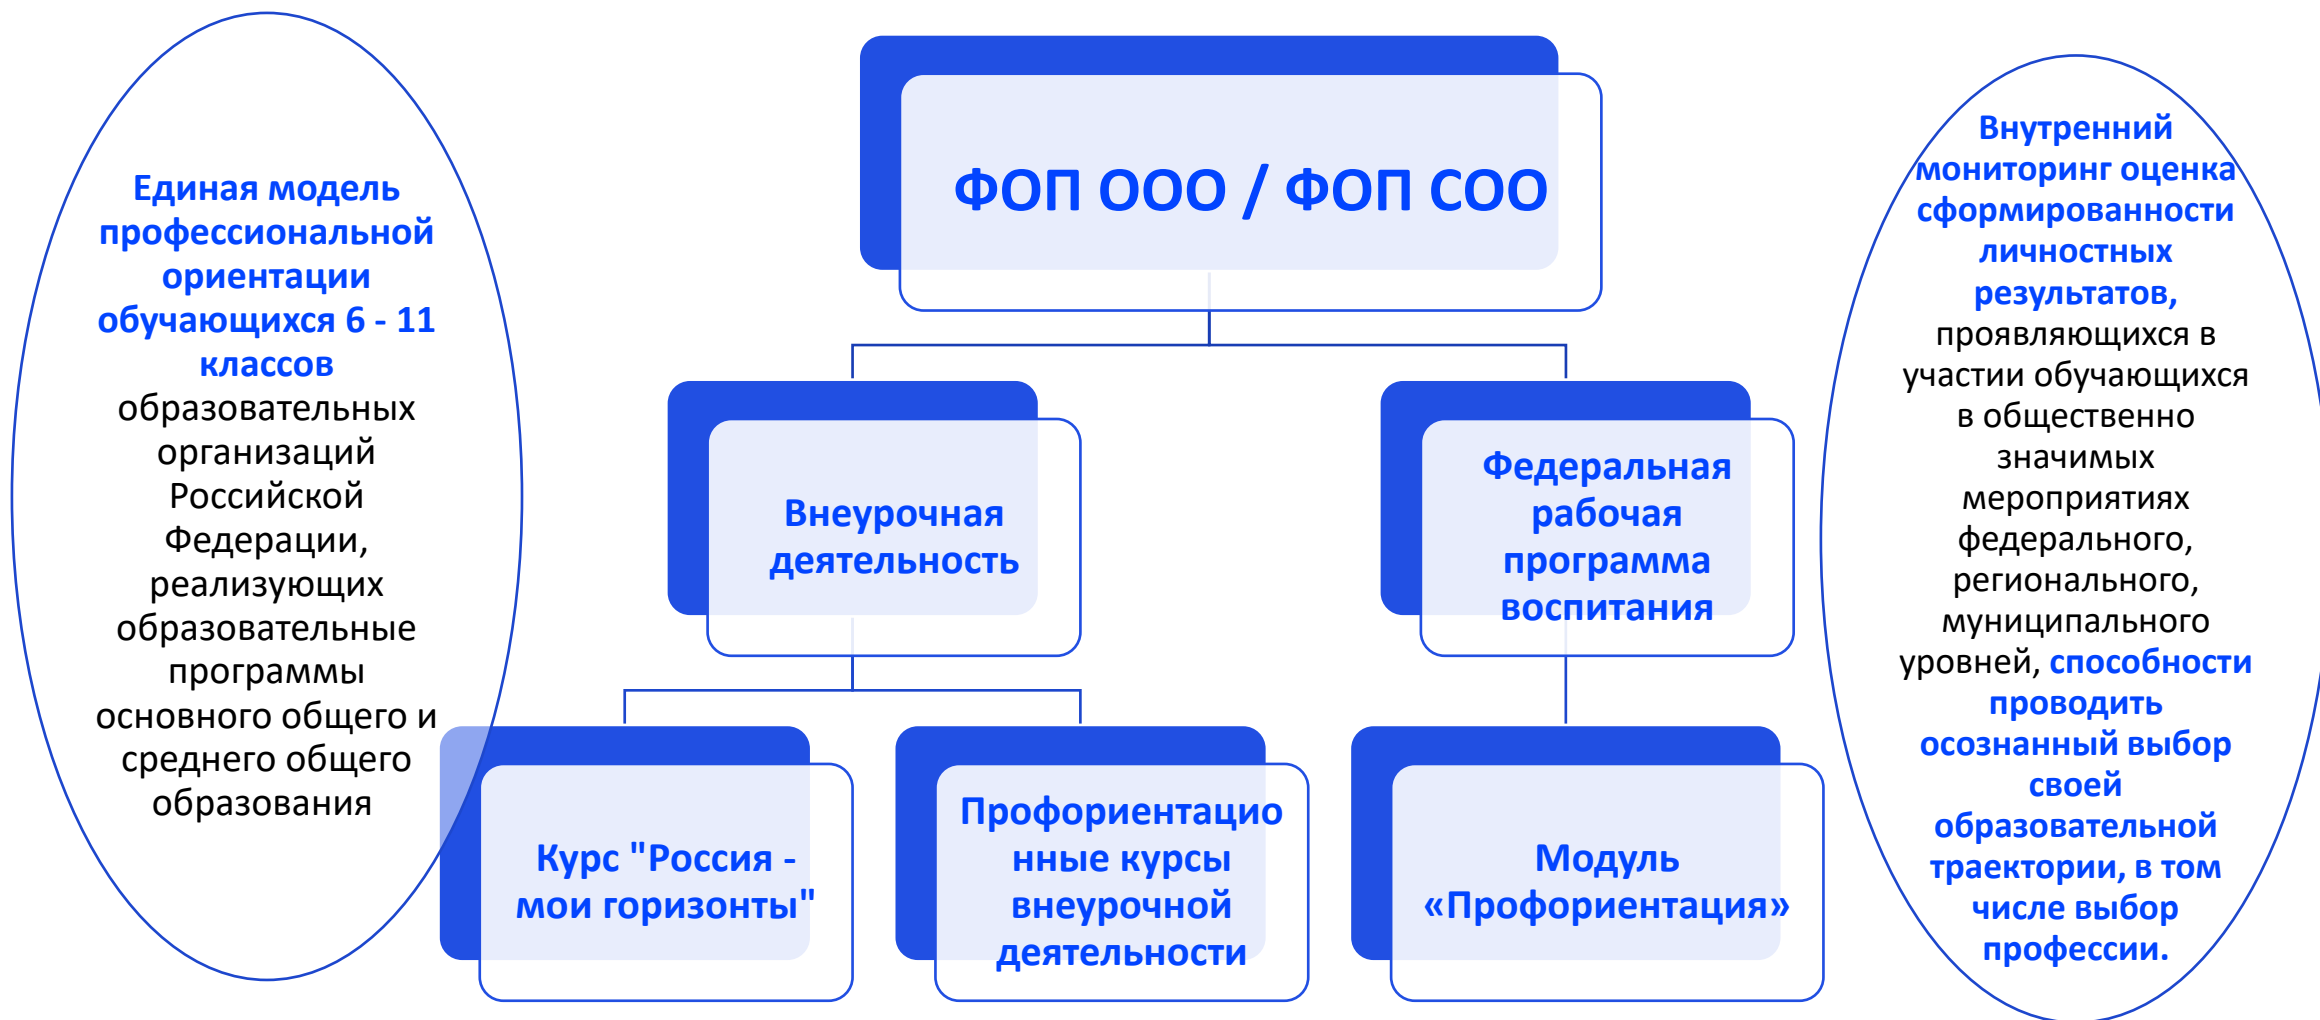 Единая модель
профессиональной
ориентации
обучающихся 6 - 11
классов
образовательных
организаций
Российской
Федерации,
реализующих
образовательные
программы
основного общего и
среднего общего
образования
ФОП ООО / ФОП СОО
Внеурочная
деятельность
Федеральная
рабочая
программа
воспитания
Курс "Россия -
мои горизонты"
Профориентацио
нные курсы
внеурочной
деятельности
Модуль
«Профориентация»
Внутренний
мониторинг оценка
сформированности
личностных
результатов,
проявляющихся в
участии обучающихся
в общественно
значимых
мероприятиях
федерального,
регионального,
муниципального
уровней, способности
проводить
осознанный выбор
своей
образовательной
траектории, в том
числе выбор
профессии.